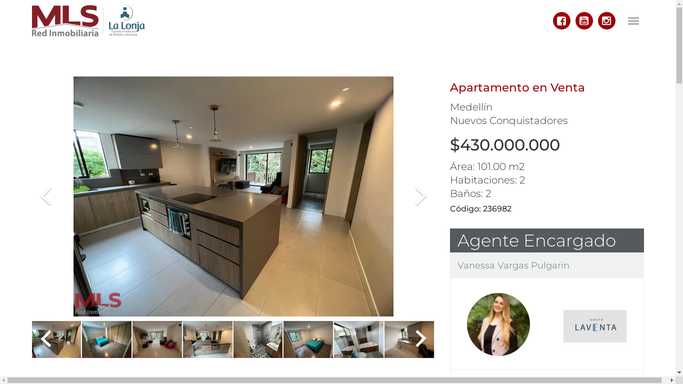 MLS
Red Inmobiliaria
La Lonja
Apartamento en Venta
Medellín
Nuevos Conquistadores
$430.000.000
Área: 101.00 m2
Habitaciones: 2
Baños: 2
Código: 236982
Agente Encargado
Vanessa Vargas Pulgarin
LAVENTA
MLS